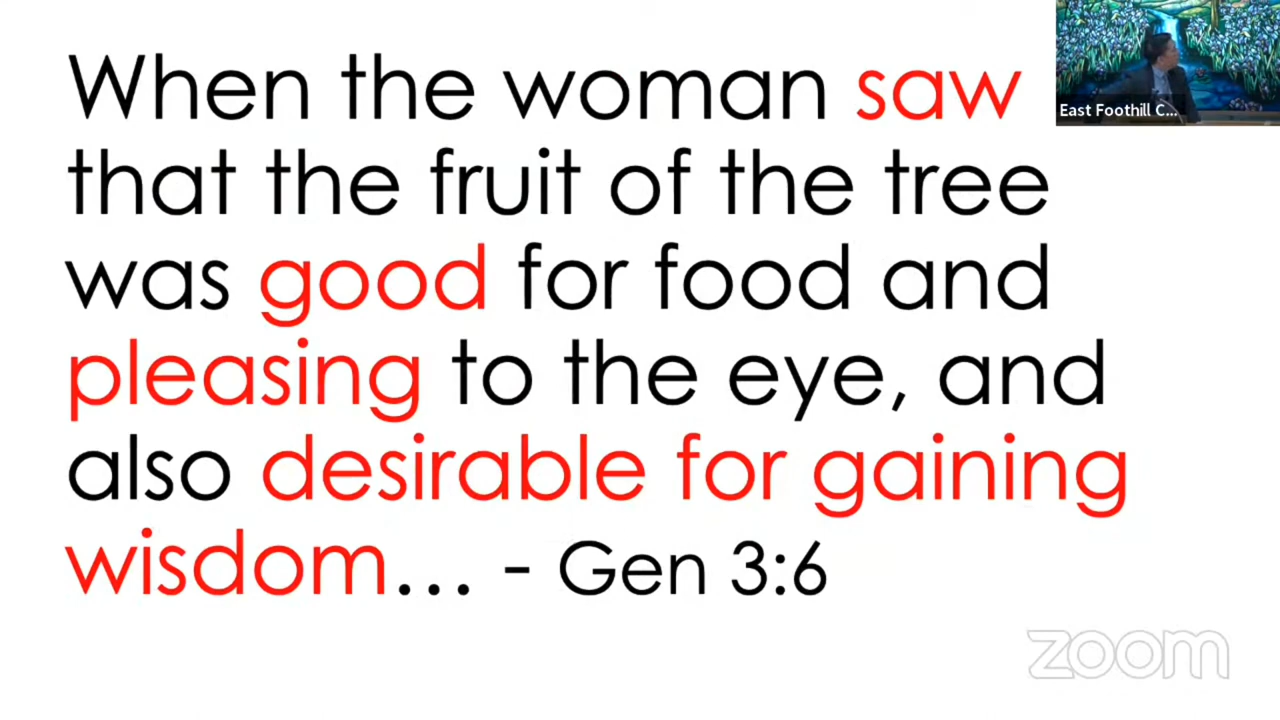 When the woman saw
that the fruit of the tree
was good for food and
pleasing to the eye, and
also desirable for gaining
wisdom... - Gen 3:6
East Foothill C...
zoom